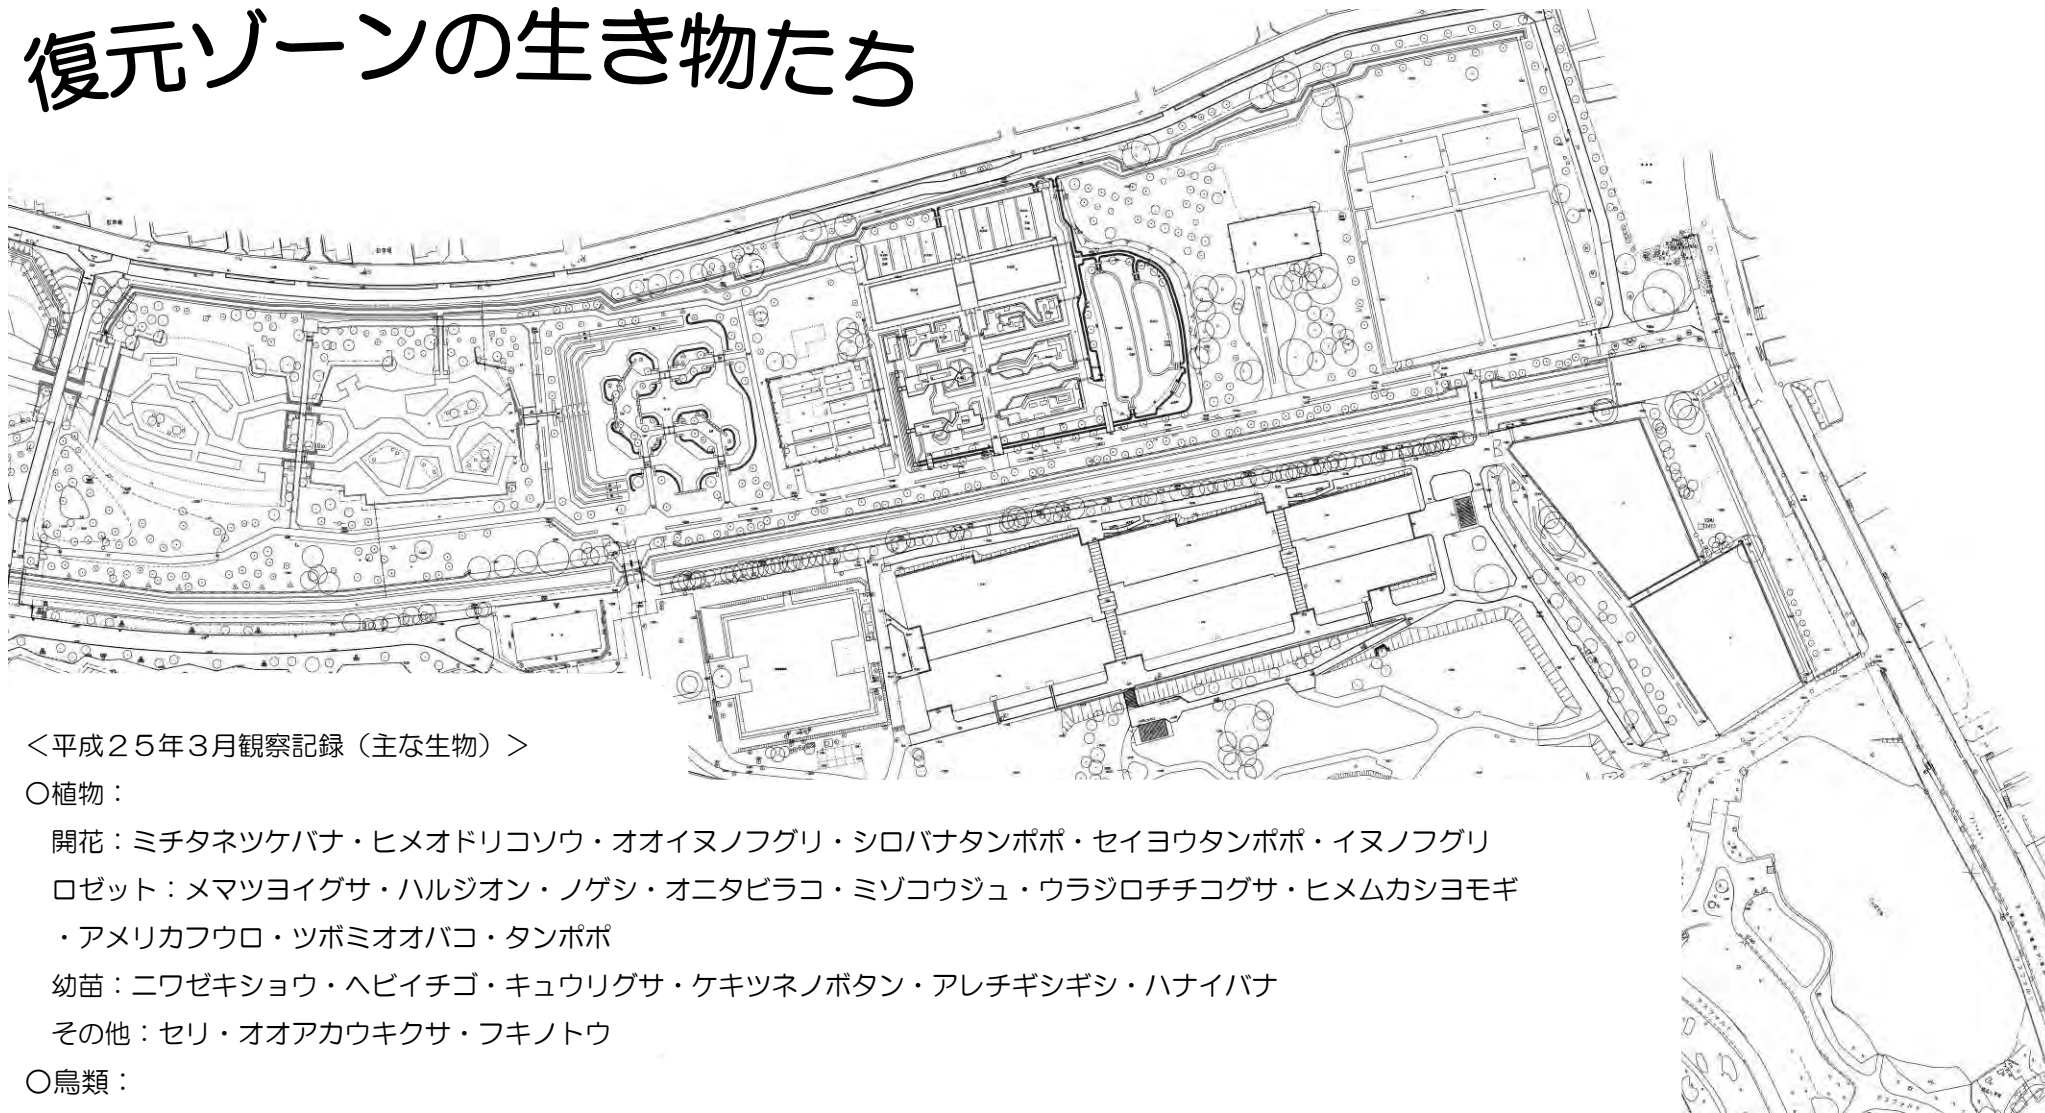 復元ゾーンの生き物たち
＜平成２５年３月観察記録（主な生物）＞
○植物：
開花：ミチタネツケバナ・ヒメオドリコソウ・オオイヌノフグリ・シロバナタンポポ・セイヨウタンポポ・イヌノフグリ
ロゼット：メマツヨイグサ・ハルジオン・ノゲシ・オニタビラコ・ミゾコウジュ・ウラジロチチコグサ・ヒメムカシヨモギ
・アメリカフウロ・ツボミオオバコ・タンポポ
幼苗：ニワゼキショウ・ヘビイチゴ・キュウリグサ・ケキツネノボタン・アレチギシギシ・ハナイバナ
その他：セリ・オオアカウキクサ・フキノトウ
○鳥類：